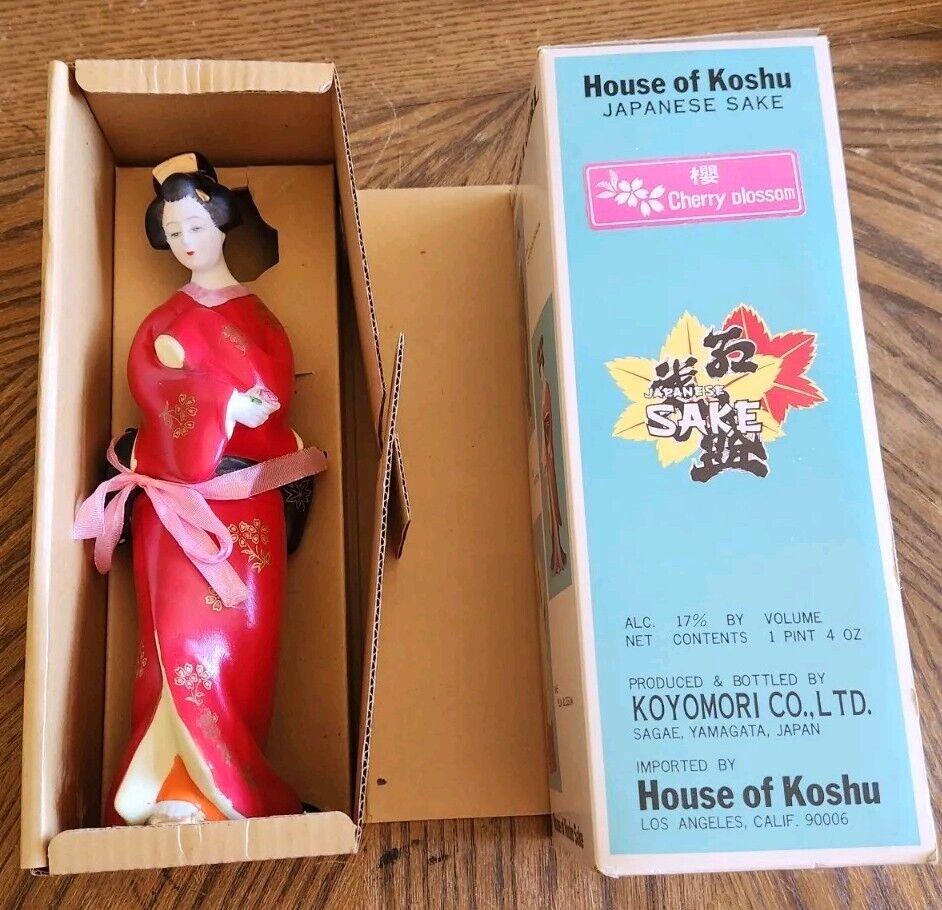 House of Koshu
JAPANESE SAKE
櫻
Cherry blossom
JAPANESE
SAKE
ALC. 17% BY VOLUME
NET CONTENTS 1 PINT 4 OZ
PRODUCED & BOTTLED BY
KOYOMORI CO., LTD.
SAGAE, YAMAGATA, JAPAN
IMPORTED BY
House of Koshu
LOS ANGELES, CALIF. 90006